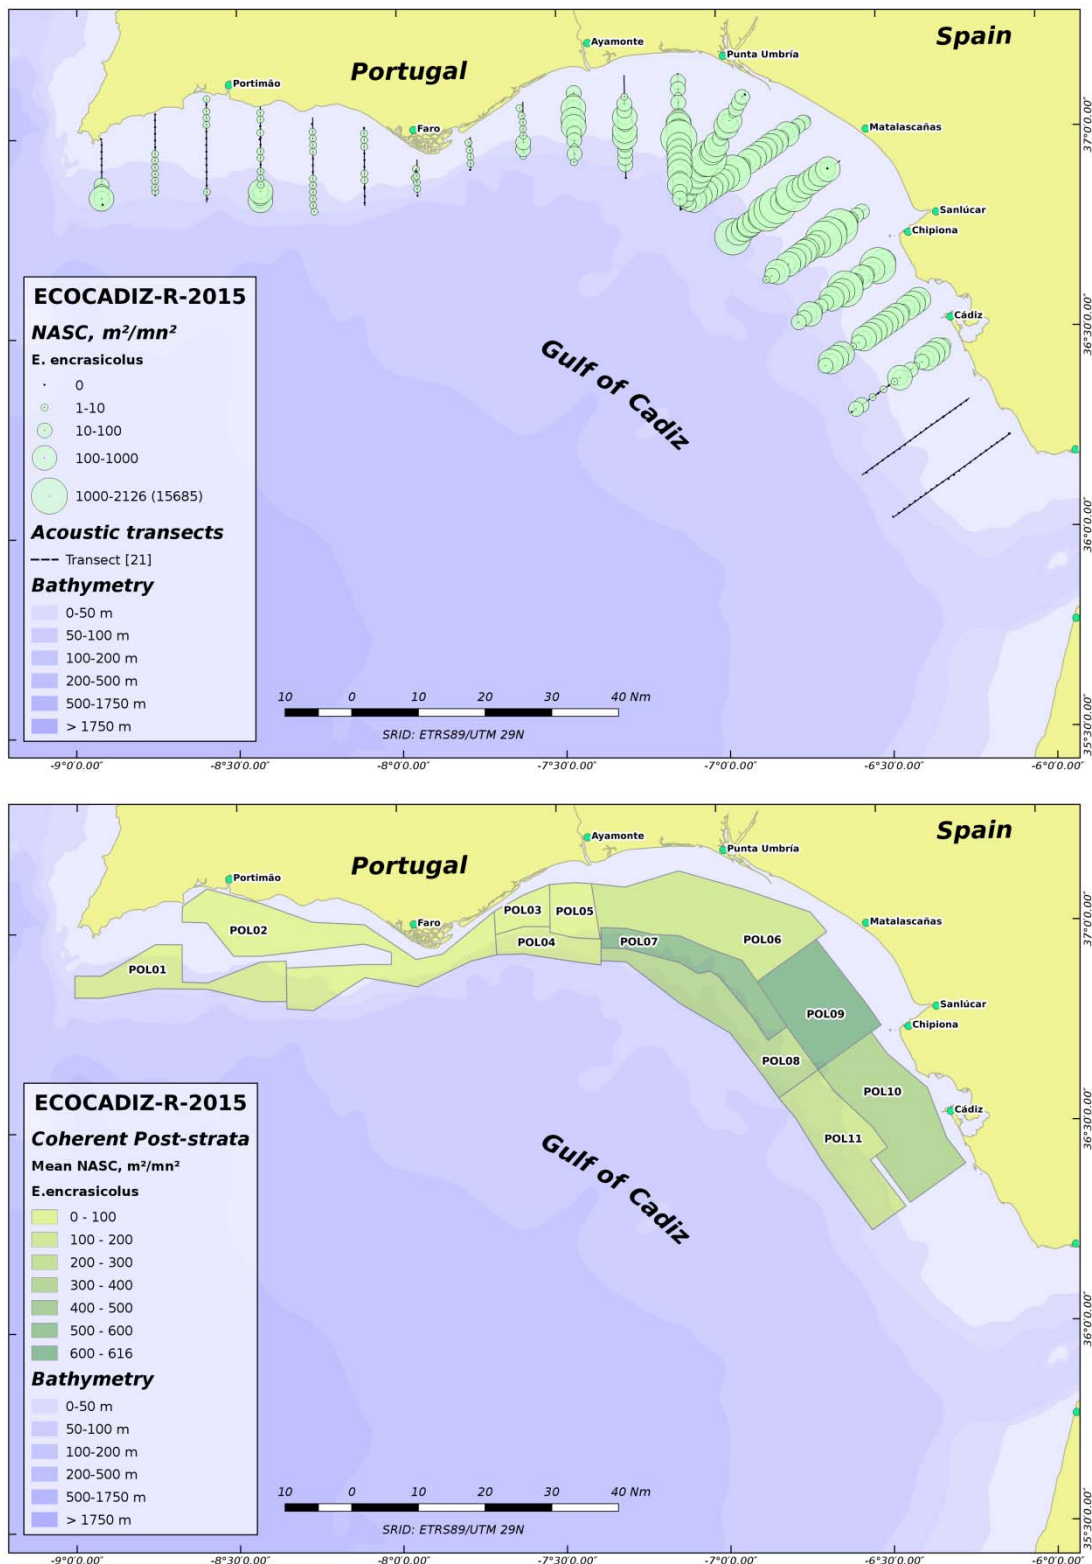 Spain
Portugal
Ayamonte
Punta Umbría
Portimão
Faro
Matalascañas
Sanlúcar
Chipiona
Cádiz
Gulf of Cadiz
37°0'0.00"
36°30'0.00"
36°0'0.00"
35°30'0.00"
ECOCADIZ-R-2015
NASC, m²/mn²
E. encrasicolus
0
1-10
10-100
100-1000
1000-2126 (15685)
Acoustic transects
Transect [21]
Bathymetry
0-50 m
50-100 m
100-200 m
200-500 m
500-1750 m
> 1750 m
10 0 10 20 30 40 Nm
SRID: ETRS89/UTM 29N
-9°0'0.00" -8°30'0.00" -8°0'0.00" -7°30'0.00" -7°0'0.00" -6°30'0.00" -6°0'0.00"
Spain
Portugal
Ayamonte
Punta Umbría
Portimão
Faro
Matalascañas
Sanlúcar
Chipiona
Cádiz
POL01
POL02
POL03
POL04
POL05
POL06
POL07
POL08
POL09
POL10
POL11
Gulf of Cadiz
37°0'0.00"
36°30'0.00"
36°0'0.00"
35°30'0.00"
ECOCADIZ-R-2015
Coherent Post-strata
Mean NASC, m²/mn²
E.encrasicolus
0 - 100
100 - 200
200 - 300
300 - 400
400 - 500
500 - 600
600 - 616
Bathymetry
0-50 m
50-100 m
100-200 m
200-500 m
500-1750 m
> 1750 m
10 0 10 20 30 40 Nm
SRID: ETRS89/UTM 29N
-9°0'0.00" -8°30'0.00" -8°0'0.00" -7°30'0.00" -7°0'0.00" -6°30'0.00" -6°0'0.00"